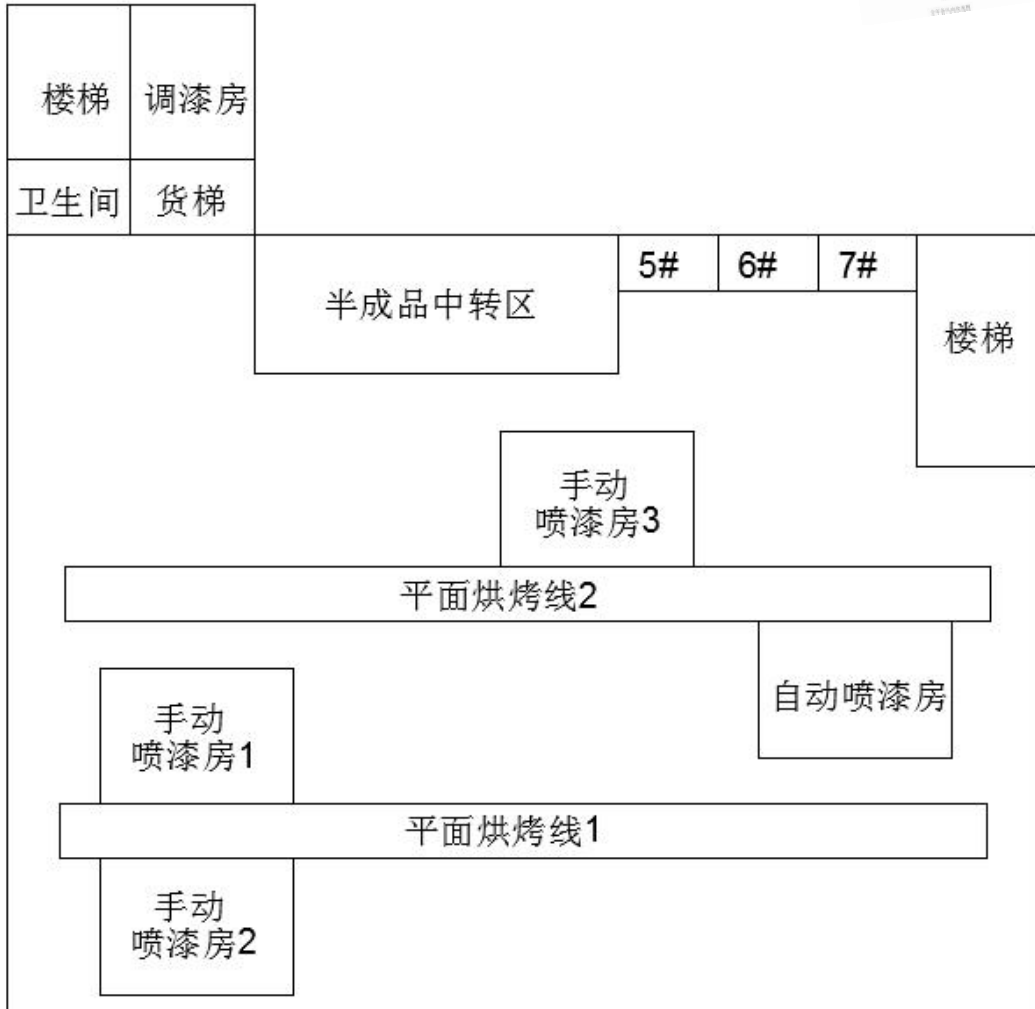 楼梯
调漆房
卫生间
货梯
半成品中转区
5#
6#
7#
楼梯
手动
喷漆房3
平面烘烤线2
自动喷漆房
手动
喷漆房1
平面烘烤线1
手动
喷漆房2